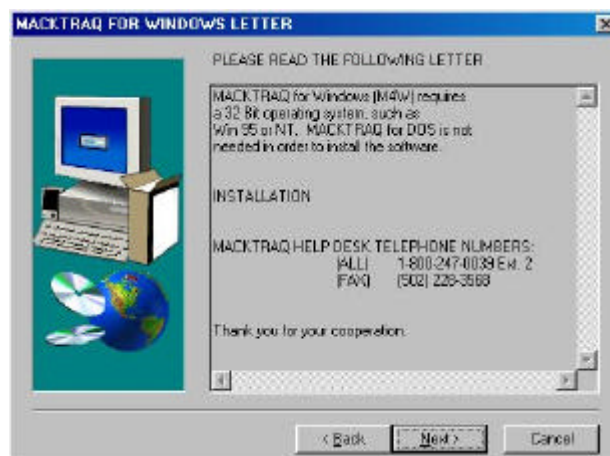 MACKTRAQ FOR WINDOWS LETTER
PLEASE READ THE FOLLOWING LETTER
MACKTRAQ for Windows (M4W) requires
a 32 Bit operating system, such as
Win 95 or NT. MACKTRAQ for DOS is not
needed in order to install the software.
INSTALLATION
MACKTRAQ HELP DESK TELEPHONE NUMBERS:
(ALL) 1-800-247-0039 Ext. 2
(FAX) (502) 228-3568
Thank you for your cooperation.
< Back
Next >
Cancel